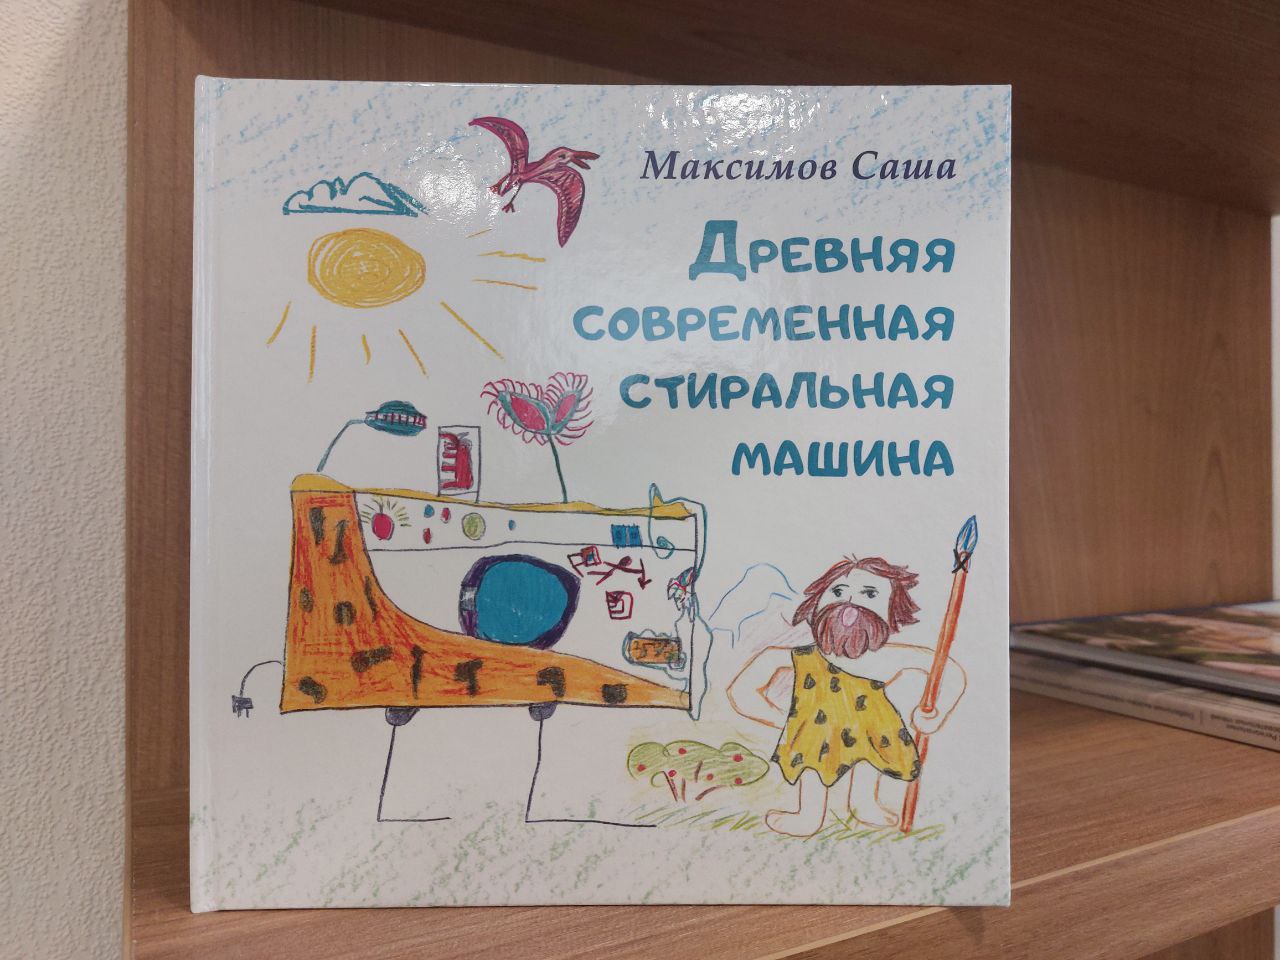 Максимов Саша
Древняя
современная
стиральная
машина